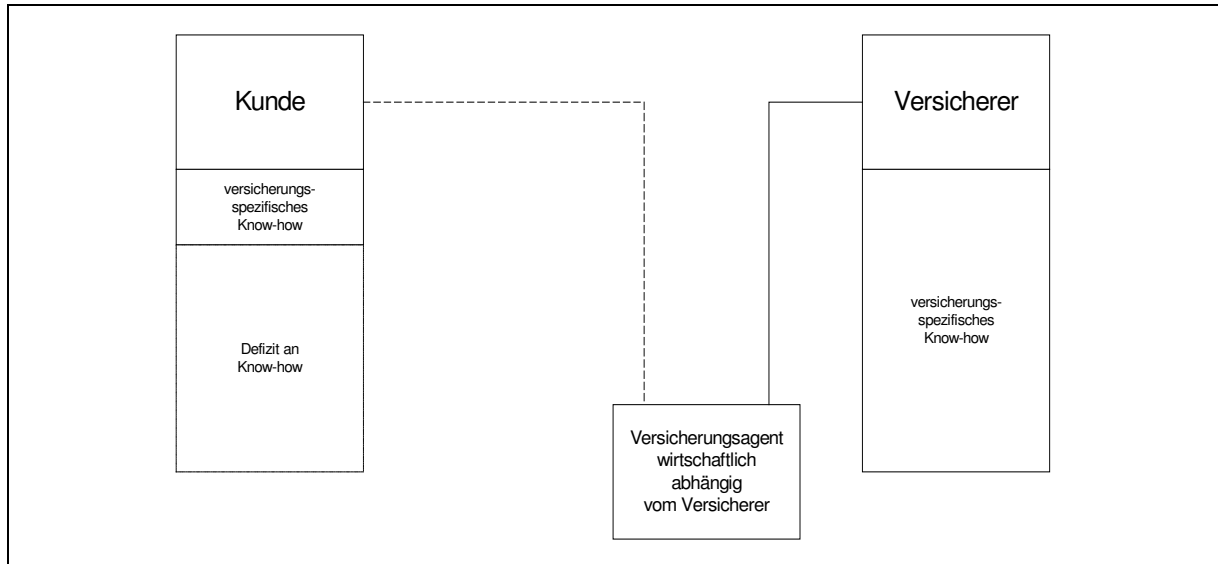 Kunde
versicherungs-
spezifisches
Know-how
Defizit an
Know-how
Versicherungsagent
wirtschaftlich
abhängig
vom Versicherer
Versicherer
versicherungs-
spezifisches
Know-how